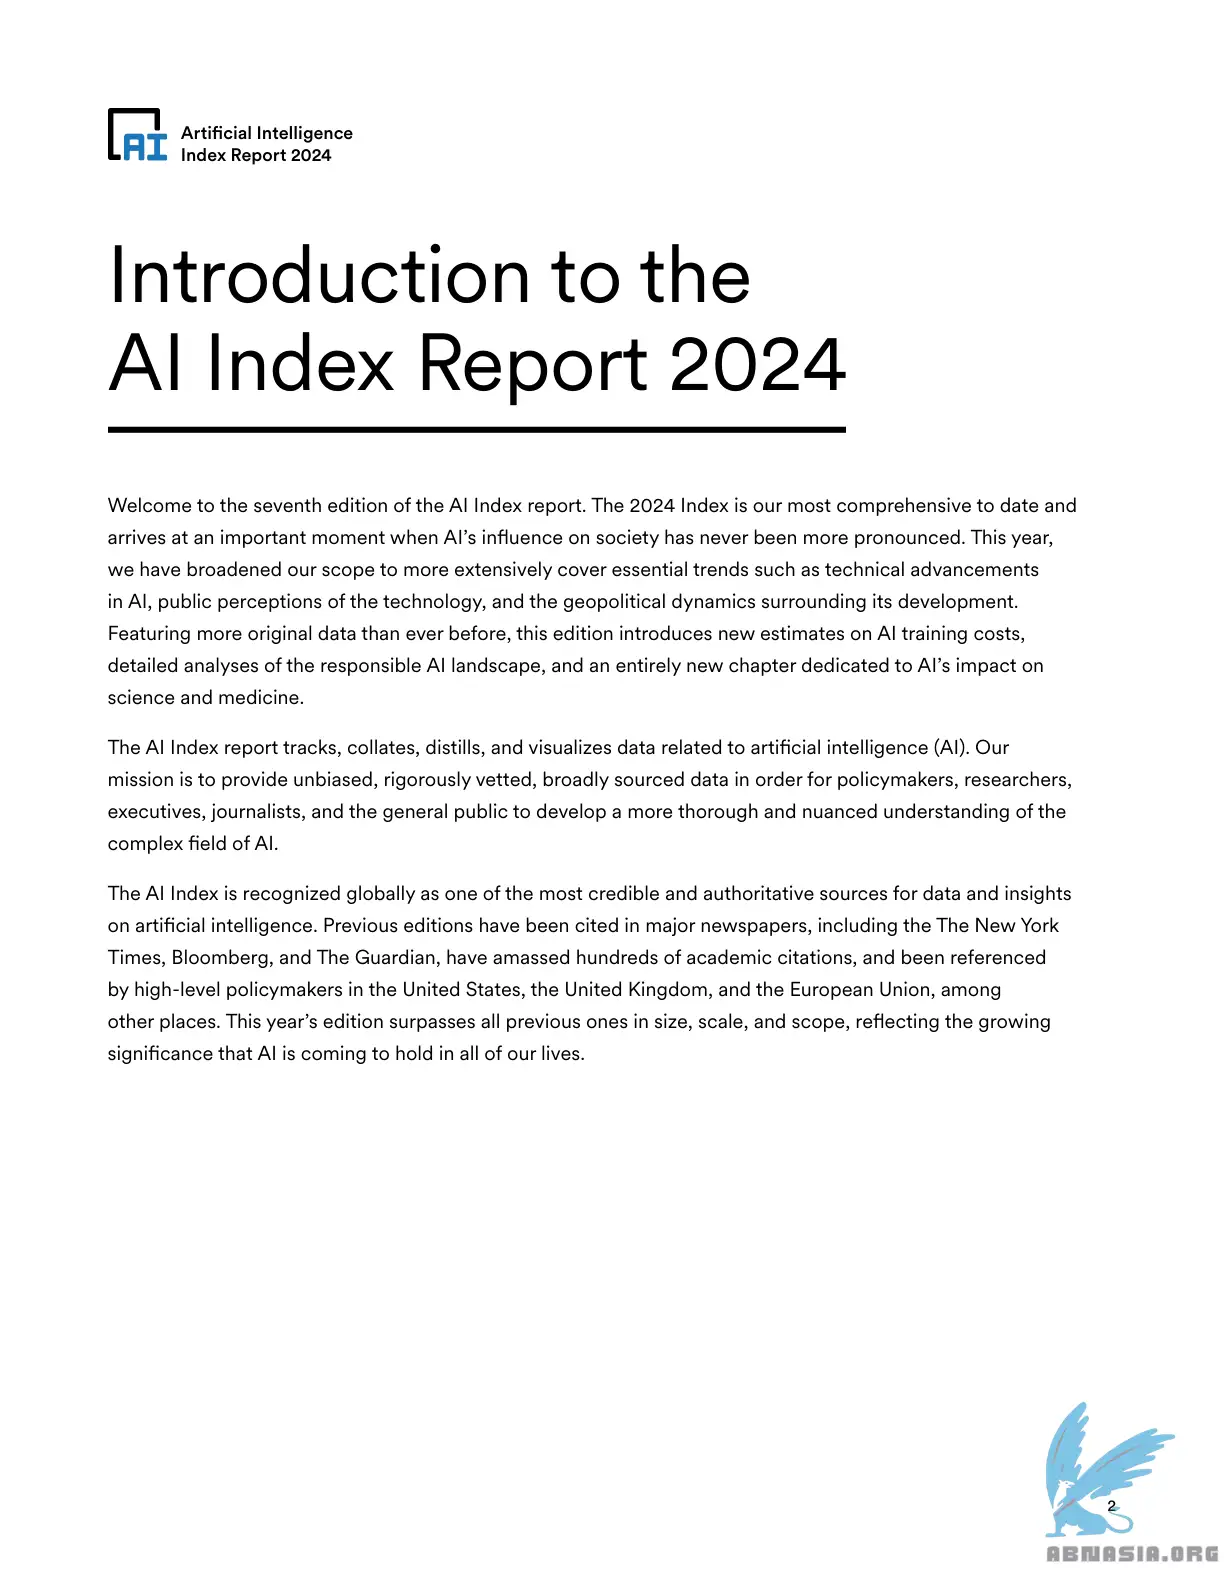 AI
Artificial Intelligence
Index Report 2024
Introduction to the
AI Index Report 2024
Welcome to the seventh edition of the AI Index report. The 2024 Index is our most comprehensive to date and
arrives at an important moment when AI’s influence on society has never been more pronounced. This year,
we have broadened our scope to more extensively cover essential trends such as technical advancements
in AI, public perceptions of the technology, and the geopolitical dynamics surrounding its development.
Featuring more original data than ever before, this edition introduces new estimates on AI training costs,
detailed analyses of the responsible AI landscape, and an entirely new chapter dedicated to AI’s impact on
science and medicine.
The AI Index report tracks, collates, distills, and visualizes data related to artificial intelligence (AI). Our
mission is to provide unbiased, rigorously vetted, broadly sourced data in order for policymakers, researchers,
executives, journalists, and the general public to develop a more thorough and nuanced understanding of the
complex field of AI.
The AI Index is recognized globally as one of the most credible and authoritative sources for data and insights
on artificial intelligence. Previous editions have been cited in major newspapers, including the The New York
Times, Bloomberg, and The Guardian, have amassed hundreds of academic citations, and been referenced
by high-level policymakers in the United States, the United Kingdom, and the European Union, among
other places. This year’s edition surpasses all previous ones in size, scale, and scope, reflecting the growing
significance that AI is coming to hold in all of our lives.
2
ABNASIA.ORG